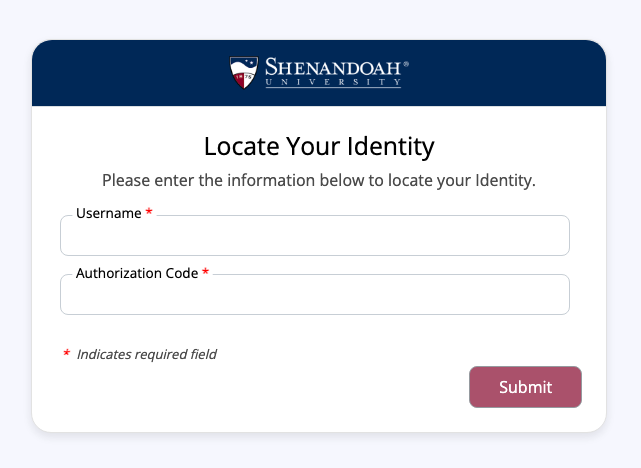 SHENANDOAH®
UNIVERSITY
Locate Your Identity
Please enter the information below to locate your Identity.
Username *
Authorization Code *
* Indicates required field
Submit